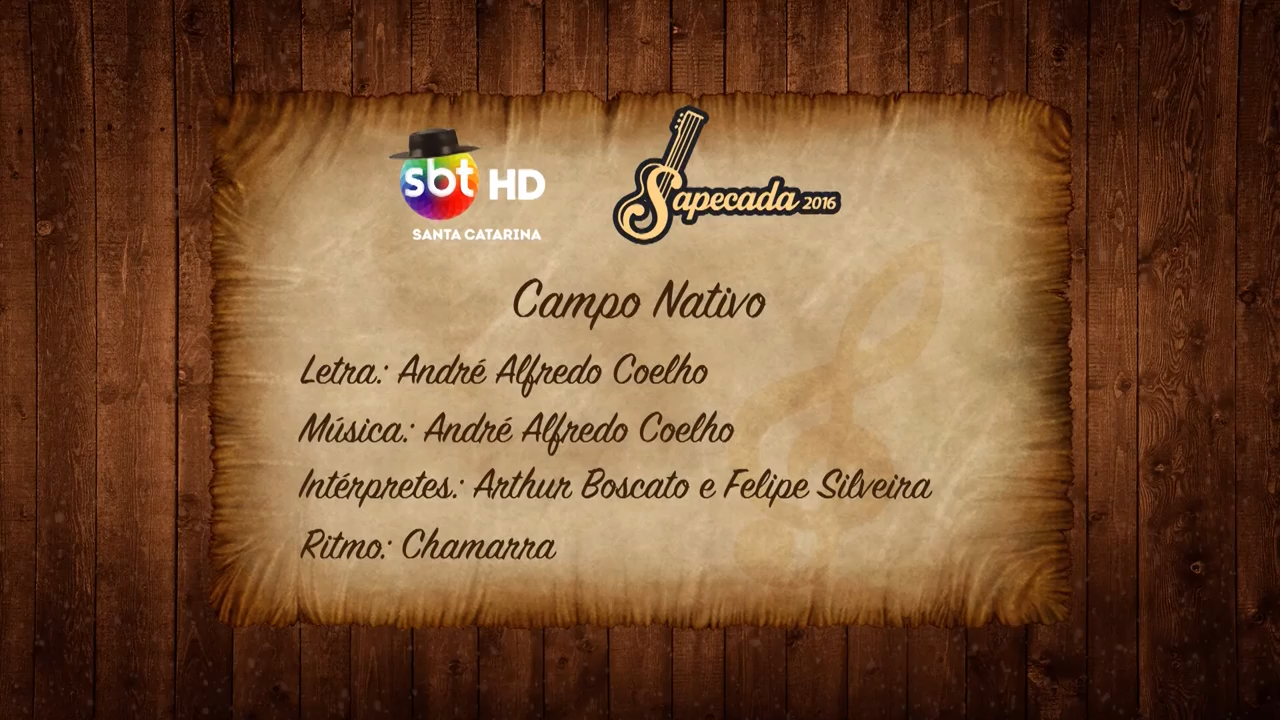 sbt HD
SANTA CATARINA
Sapecada 2016
Campo Nativo
Letra: André Alfredo Coelho
Música: André Alfredo Coelho
Intérpretes: Arthur Boscato e Felipe Silveira
Ritmo: Chamarra